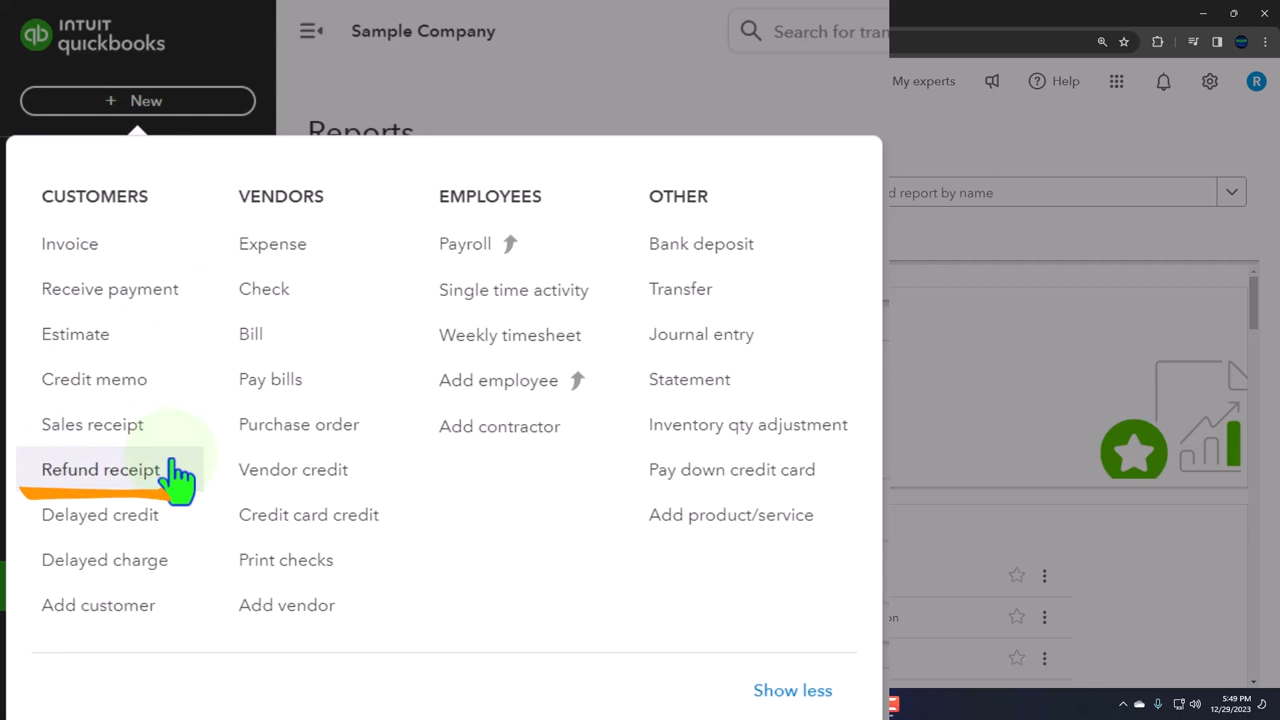 INTUIT
quickbooks
Sample Company
Search for tran
+ New
My experts
Help
R
Reports
d report by name
CUSTOMERS
Invoice
Receive payment
Estimate
Credit memo
Sales receipt
Refund receipt
Delayed credit
Delayed charge
Add customer
VENDORS
Expense
Check
Bill
Pay bills
Purchase order
Vendor credit
Credit card credit
Print checks
Add vendor
EMPLOYEES
Payroll
Single time activity
Weekly timesheet
Add employee
Add contractor
OTHER
Bank deposit
Transfer
Journal entry
Statement
Inventory qty adjustment
Pay down credit card
Add product/service
on
Show less
5:49 PM
12/29/2023